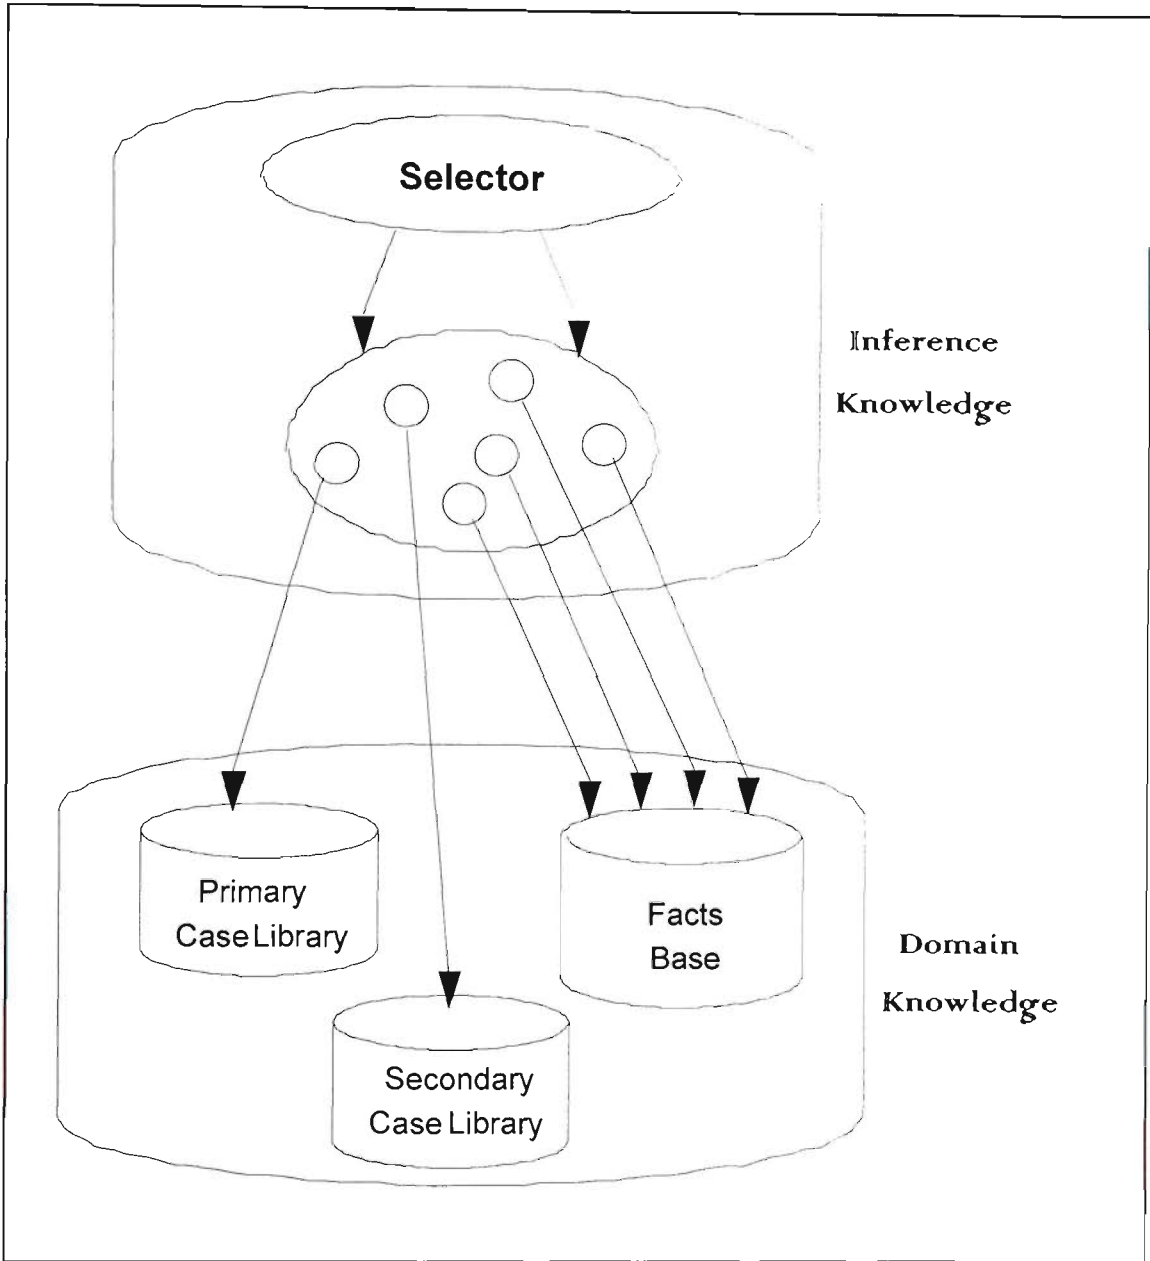 Selector
Inference
Knowledge
Primary
Case Library
Facts
Base
Domain
Knowledge
Secondary
Case Library